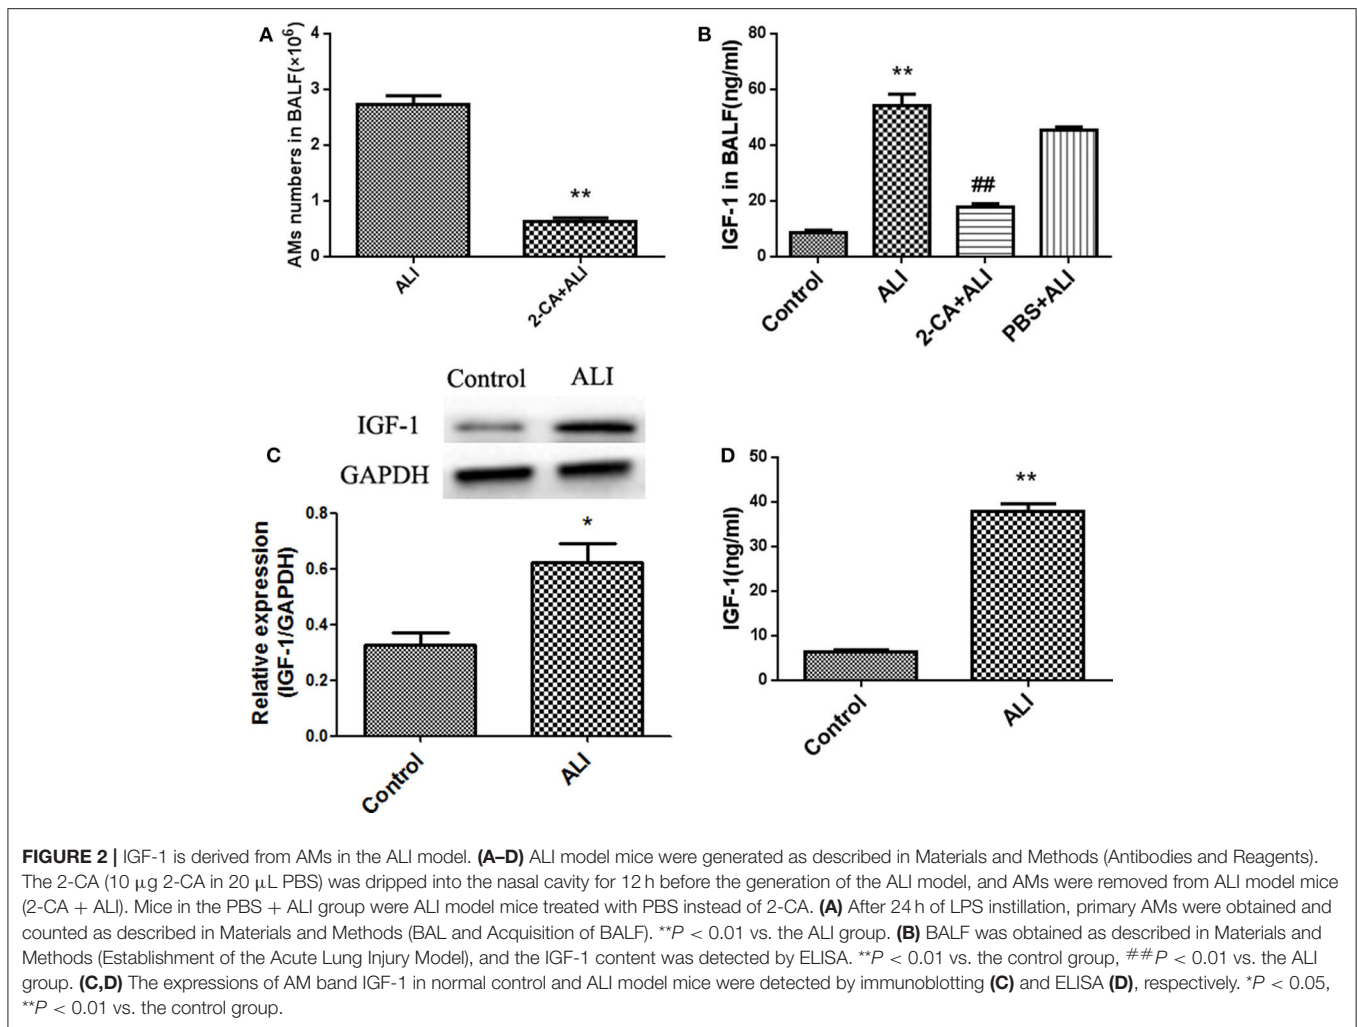 A
AMs numbers in BALF(×10⁶)
4
3
2
1
0
**
ALI
2-CA+ALI
B
IGF-1 in BALF(ng/ml)
80
60
40
20
0
**
##
Control
ALI
2-CA+ALI
PBS+ALI
Control ALI
IGF-1
GAPDH
C
Relative expression
(IGF-1/GAPDH)
0.8
0.6
0.4
0.2
0.0
*
Control
ALI
D
IGF-1(ng/ml)
50
40
30
20
10
0
**
Control
ALI
FIGURE 2 | IGF-1 is derived from AMs in the ALI model. (A–D) ALI model mice were generated as described in Materials and Methods (Antibodies and Reagents).
The 2-CA (10 μg 2-CA in 20 μL PBS) was dripped into the nasal cavity for 12 h before the generation of the ALI model, and AMs were removed from ALI model mice
(2-CA + ALI). Mice in the PBS + ALI group were ALI model mice treated with PBS instead of 2-CA. (A) After 24 h of LPS instillation, primary AMs were obtained and
counted as described in Materials and Methods (BAL and Acquisition of BALF). **P < 0.01 vs. the ALI group. (B) BALF was obtained as described in Materials and
Methods (Establishment of the Acute Lung Injury Model), and the IGF-1 content was detected by ELISA. **P < 0.01 vs. the control group, ##P < 0.01 vs. the ALI
group. (C,D) The expressions of AM band IGF-1 in normal control and ALI model mice were detected by immunoblotting (C) and ELISA (D), respectively. *P < 0.05,
**P < 0.01 vs. the control group.